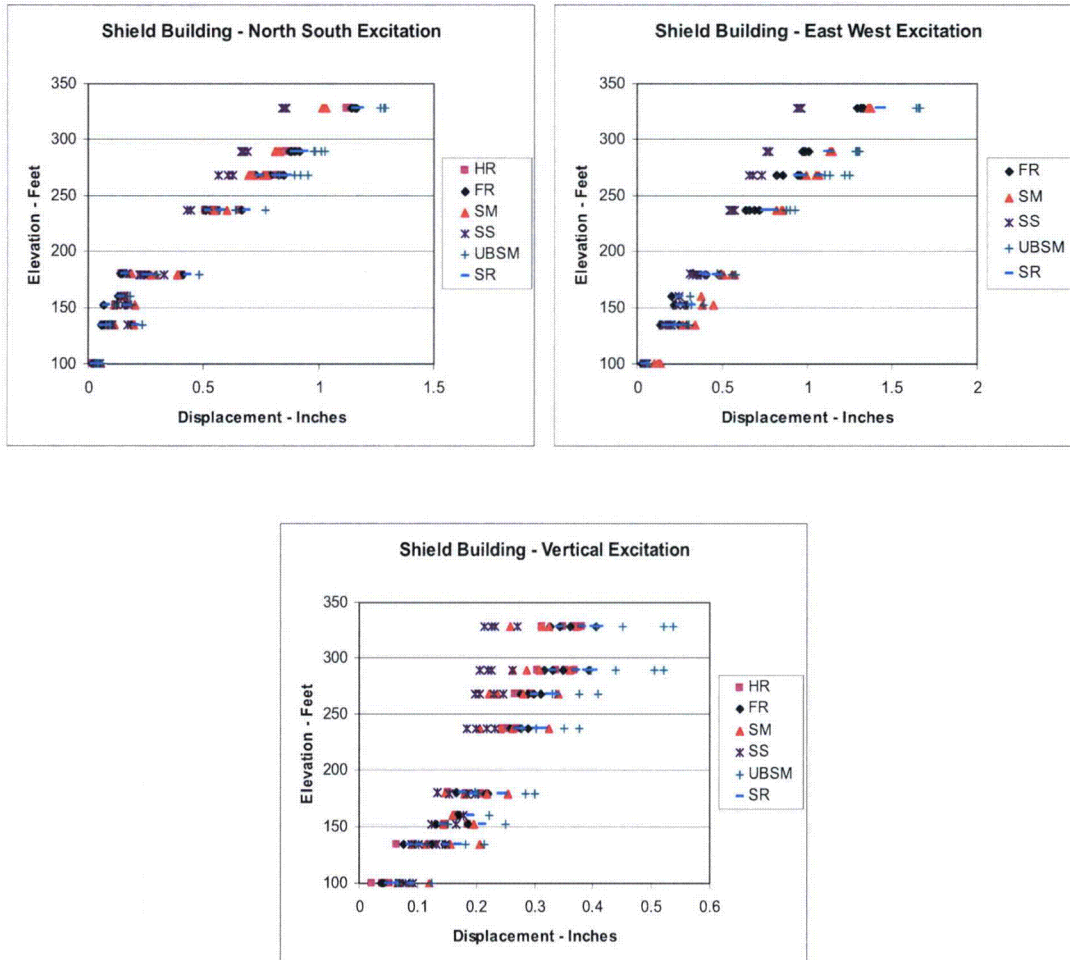 Shield Building - North South Excitation
350
300
250
200
150
100
0
0.5
1
1.5
Elevation - Feet
Displacement - Inches
HR
FR
SM
SS
UBSM
SR
Shield Building - East West Excitation
350
300
250
200
150
100
0
0.5
1
1.5
2
Elevation - Feet
Displacement - Inches
FR
SM
SS
UBSM
SR
Shield Building - Vertical Excitation
350
300
250
200
150
100
0
0.1
0.2
0.3
0.4
0.5
0.6
Elevation - Feet
Displacement - Inches
HR
FR
SM
SS
UBSM
SR